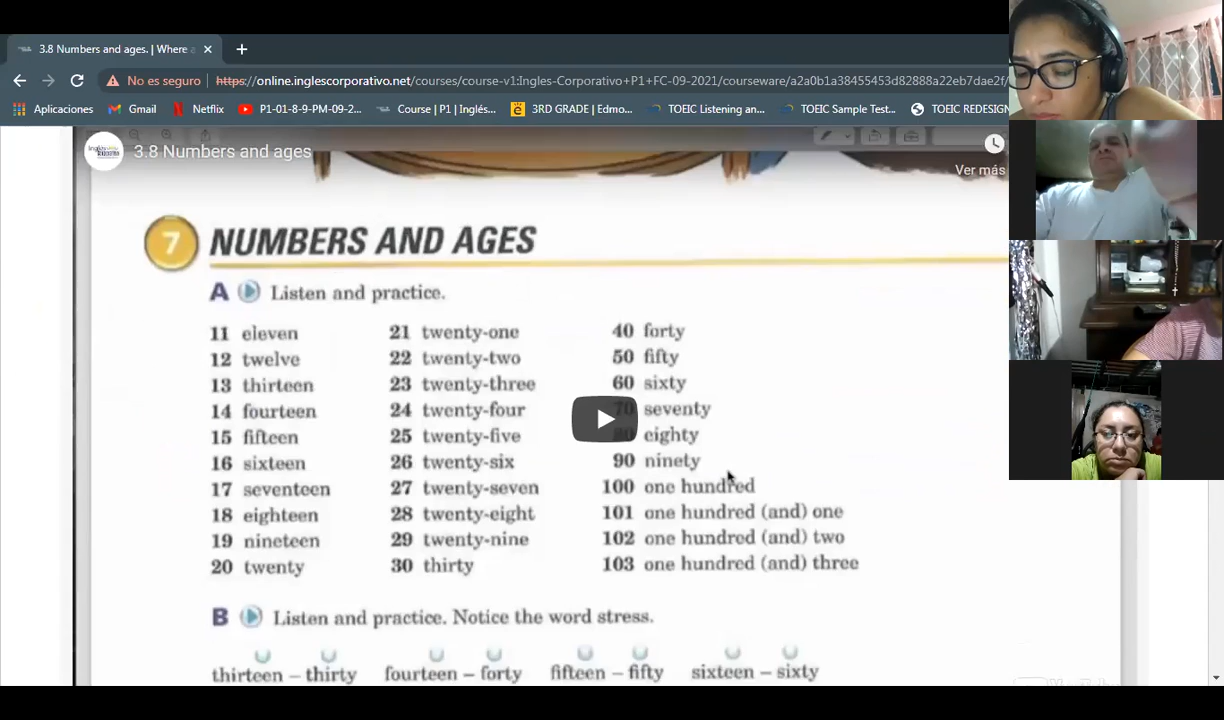 3.8 Numbers and ages. | Where a
No es seguro | https://online.inglescorporativo.net/courses/course-v1:Ingles-Corporativo+P1+FC-09-2021/courseware/a2a0b1a38455453d82888a22eb7dae2f/
Aplicaciones Gmail Netflix P1-01-8-9-PM-09-2... Course | P1 | Inglés... 3RD GRADE | Edmo... TOEIC Listening an... TOEIC Sample Test... TOEIC REDESIGN
3.8 Numbers and ages
Ver más
7 NUMBERS AND AGES
A Listen and practice.
11 eleven 21 twenty-one 40 forty
12 twelve 22 twenty-two 50 fifty
13 thirteen 23 twenty-three 60 sixty
14 fourteen 24 twenty-four seventy
15 fifteen 25 twenty-five eighty
16 sixteen 26 twenty-six 90 ninety
17 seventeen 27 twenty-seven 100 one hundred
18 eighteen 28 twenty-eight 101 one hundred (and) one
19 nineteen 29 twenty-nine 102 one hundred (and) two
20 twenty 30 thirty 103 one hundred (and) three
B Listen and practice. Notice the word stress.
thirteen – thirty fourteen – forty fifteen – fifty sixteen – sixty